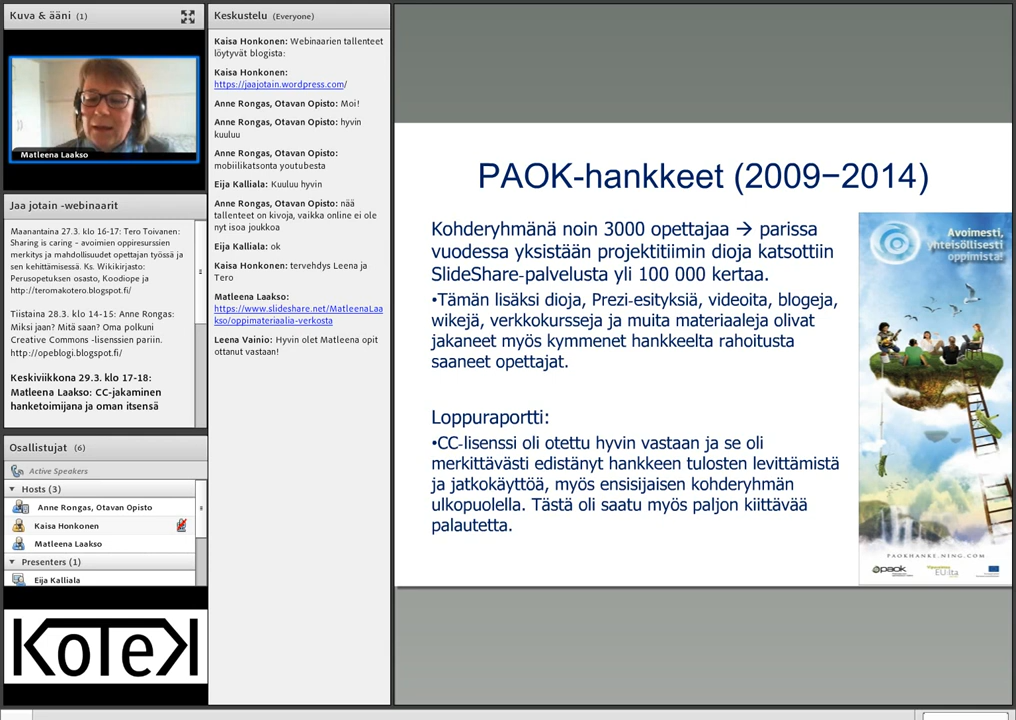 Kuva & ääni (1)
Matleena Laakso
Jaa jotain -webinaarit
Maanantaina 27.3. klo 16-17: Tero Toivanen:
Sharing is caring – avoimien oppiresurssien
merkitys ja mahdollisuudet opettajan työssä ja
sen kehittämisessä. Ks. Wikikirjasto:
Perusopetuksen osasto, Koodiope ja
http://teromakotero.blogspot.fi/
Tiistaina 28.3. klo 14-15: Anne Rongas:
Miksi jaan? Mitä saan? Oma polkuni
Creative Commons -lisenssien pariin.
http://opeblogi.blogspot.fi/
Keskiviikkona 29.3. klo 17-18:
Matleena Laakso: CC-jakaminen
hanketoimijana ja oman itsensä
Osallistujat (6)
Active Speakers
Hosts (3)
Anne Rongas, Otavan Opisto
Kaisa Honkonen
Matleena Laakso
Presenters (1)
Eija Kalliala
KoTeK
Keskustelu (Everyone)
Kaisa Honkonen: Webinaarien tallenteet
löytyvät blogista:
Kaisa Honkonen:
https://jaajotain.wordpress.com/
Anne Rongas, Otavan Opisto: Moi!
Anne Rongas, Otavan Opisto: hyvin
kuuluu
Anne Rongas, Otavan Opisto:
mobiilikatsonta youtubesta
Eija Kalliala: Kuuluu hyvin
Anne Rongas, Otavan Opisto: nää
tallenteet on kivoja, vaikka online ei ole
nyt isoa joukkoa
Eija Kalliala: ok
Kaisa Honkonen: tervehdys Leena ja
Tero
Matleena Laakso:
https://www.slideshare.net/MatleenaLaa
kso/oppimateriaalia-verkosta
Leena Vainio: Hyvin olet Matleena opit
ottanut vastaan!
PAOK-hankkeet (2009−2014)
Kohderyhmänä noin 3000 opettajaa → parissa
vuodessa yksistään projektitiimin dioja katsottiin
SlideShare-palvelusta yli 100 000 kertaa.
•Tämän lisäksi dioja, Prezi-esityksiä, videoita, blogeja,
wikejä, verkkokursseja ja muita materiaaleja olivat
jakaneet myös kymmenet hankkeelta rahoitusta
saaneet opettajat.
Loppuraportti:
•CC-lisenssi oli otettu hyvin vastaan ja se oli
merkittävästi edistänyt hankkeen tulosten levittämistä
ja jatkokäyttöä, myös ensisijaisen kohderyhmän
ulkopuolella. Tästä oli saatu myös paljon kiittävää
palautetta.
Avoimesti,
yhteisöllisesti
oppimista!
PAOKHANKE.NING.COM
paok
EU:lta